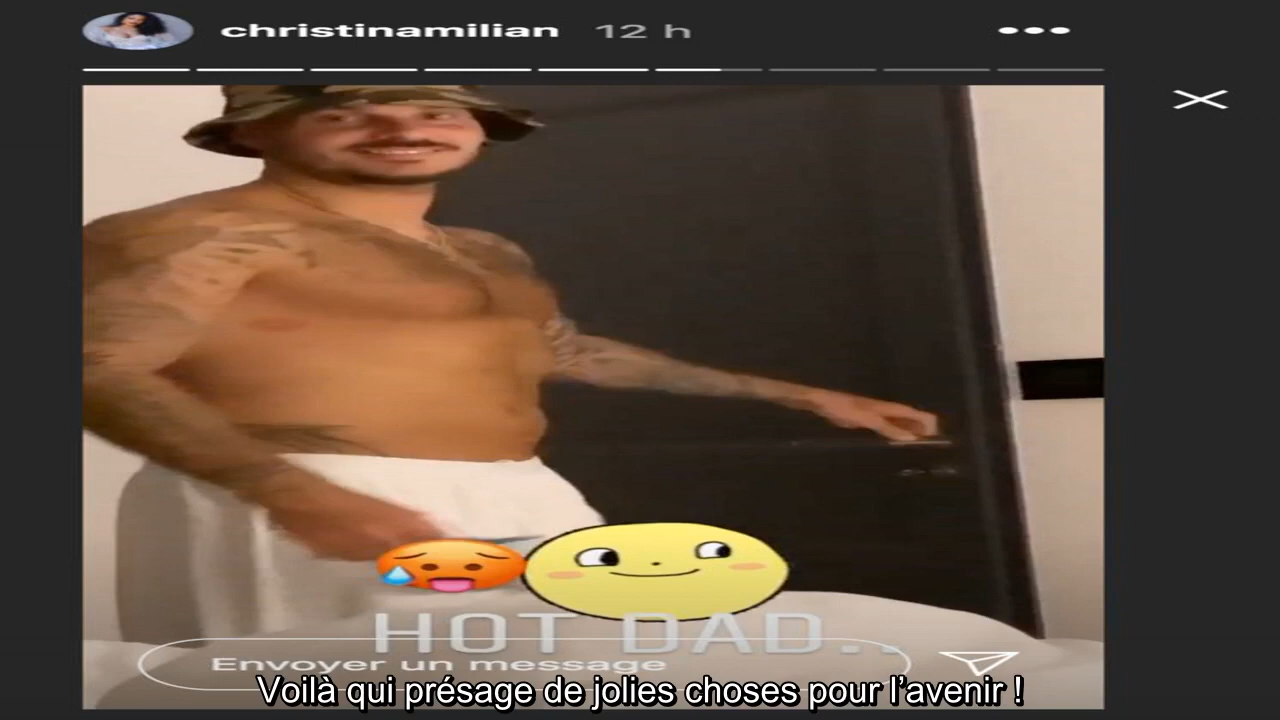 christinamilian 12 h
HOT DAD..
Envoyer un message
Voilà qui présage de jolies choses pour l'avenir !